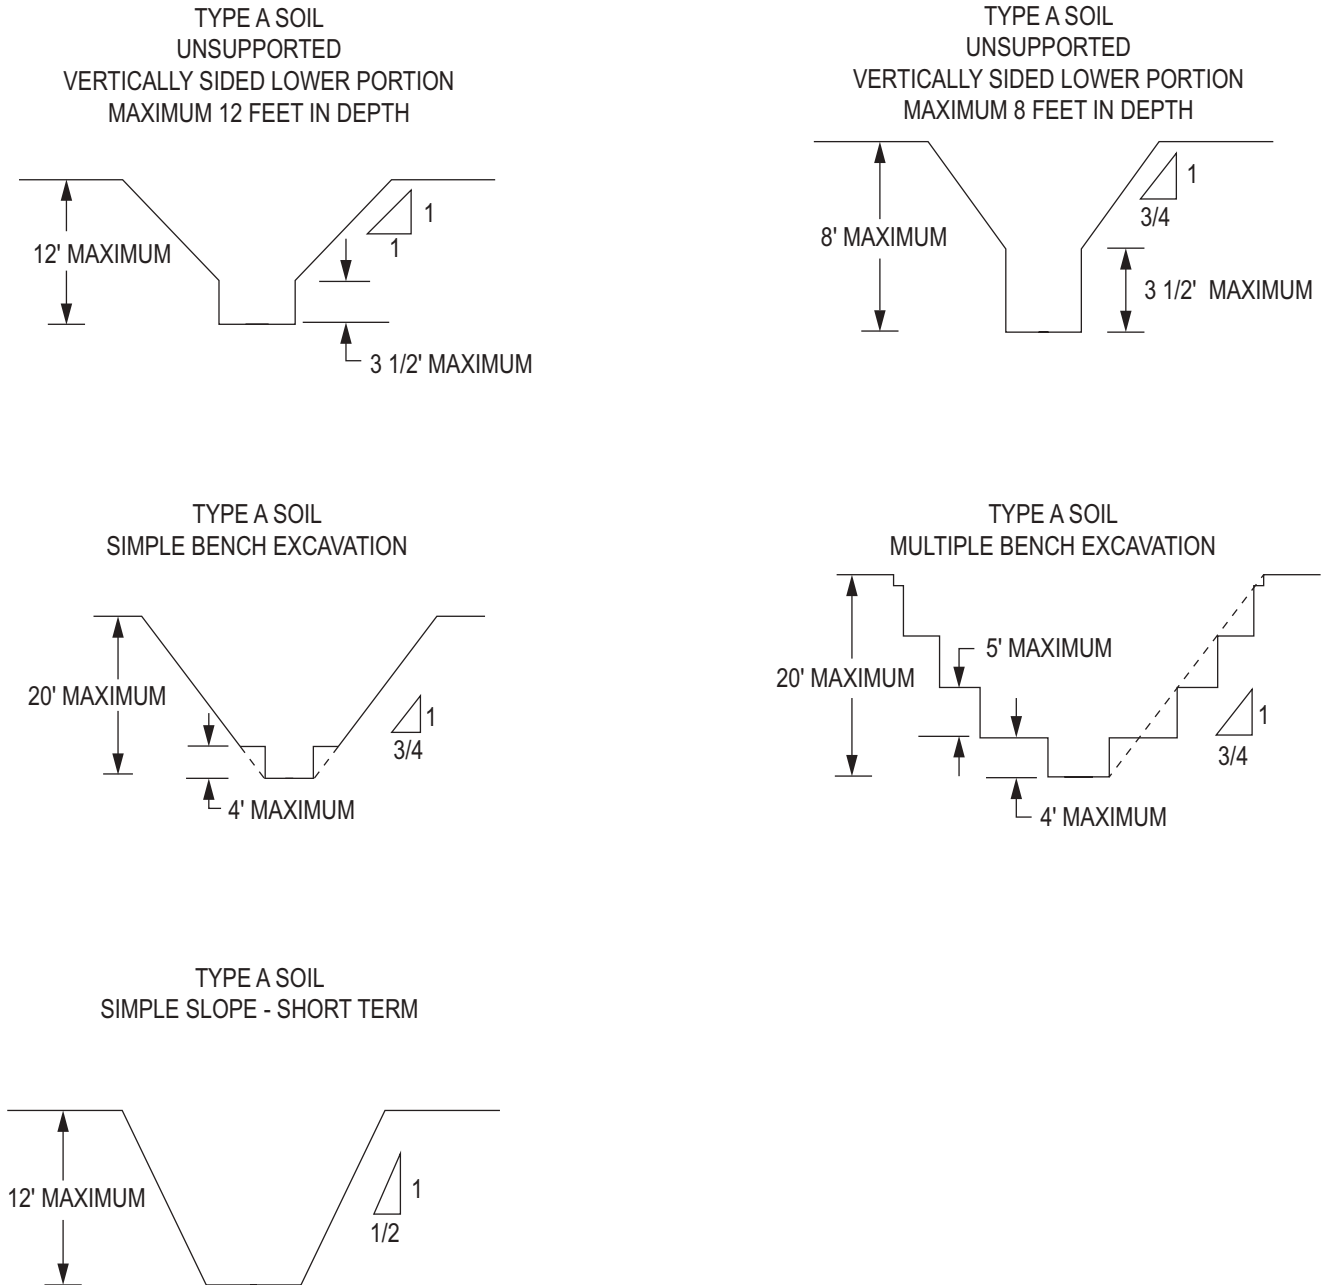 TYPE A SOIL
UNSUPPORTED
VERTICALLY SIDED LOWER PORTION
MAXIMUM 12 FEET IN DEPTH
12' MAXIMUM
1
1
3 1/2' MAXIMUM
TYPE A SOIL
UNSUPPORTED
VERTICALLY SIDED LOWER PORTION
MAXIMUM 8 FEET IN DEPTH
8' MAXIMUM
1
3/4
3 1/2' MAXIMUM
TYPE A SOIL
SIMPLE BENCH EXCAVATION
20' MAXIMUM
1
3/4
4' MAXIMUM
TYPE A SOIL
MULTIPLE BENCH EXCAVATION
5' MAXIMUM
20' MAXIMUM
1
3/4
4' MAXIMUM
TYPE A SOIL
SIMPLE SLOPE - SHORT TERM
12' MAXIMUM
1
1/2